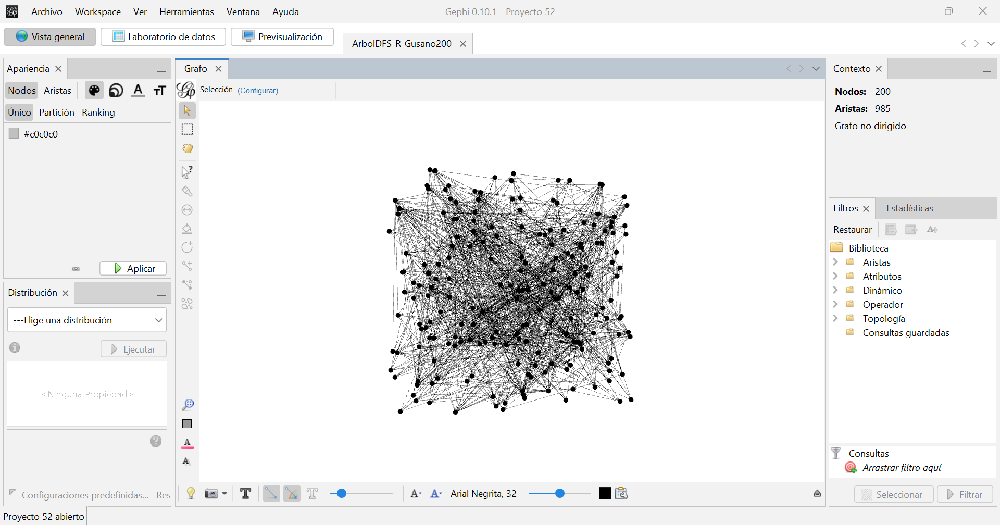 Archivo Workspace Ver Herramientas Ventana Ayuda
Gephi 0.10.1 - Proyecto 52
Vista general
Laboratorio de datos
Previsualización
ArbolDFS_R_Gusano200
Apariencia
Nodos Aristas
Único Partición Ranking
#c0c0c0
Aplicar
Distribución
---Elige una distribución
Ejecutar
<Ninguna Propiedad>
Configuraciones predefinidas... Res
Grafo
Selección (Configurar)
Arial Negrita, 32
Contexto
Nodos: 200
Aristas: 985
Grafo no dirigido
Filtros Estadísticas
Restaurar
Biblioteca
Aristas
Atributos
Dinámico
Operador
Topología
Consultas guardadas
Consultas
Arrastrar filtro aquí
Seleccionar Filtrar
Proyecto 52 abierto